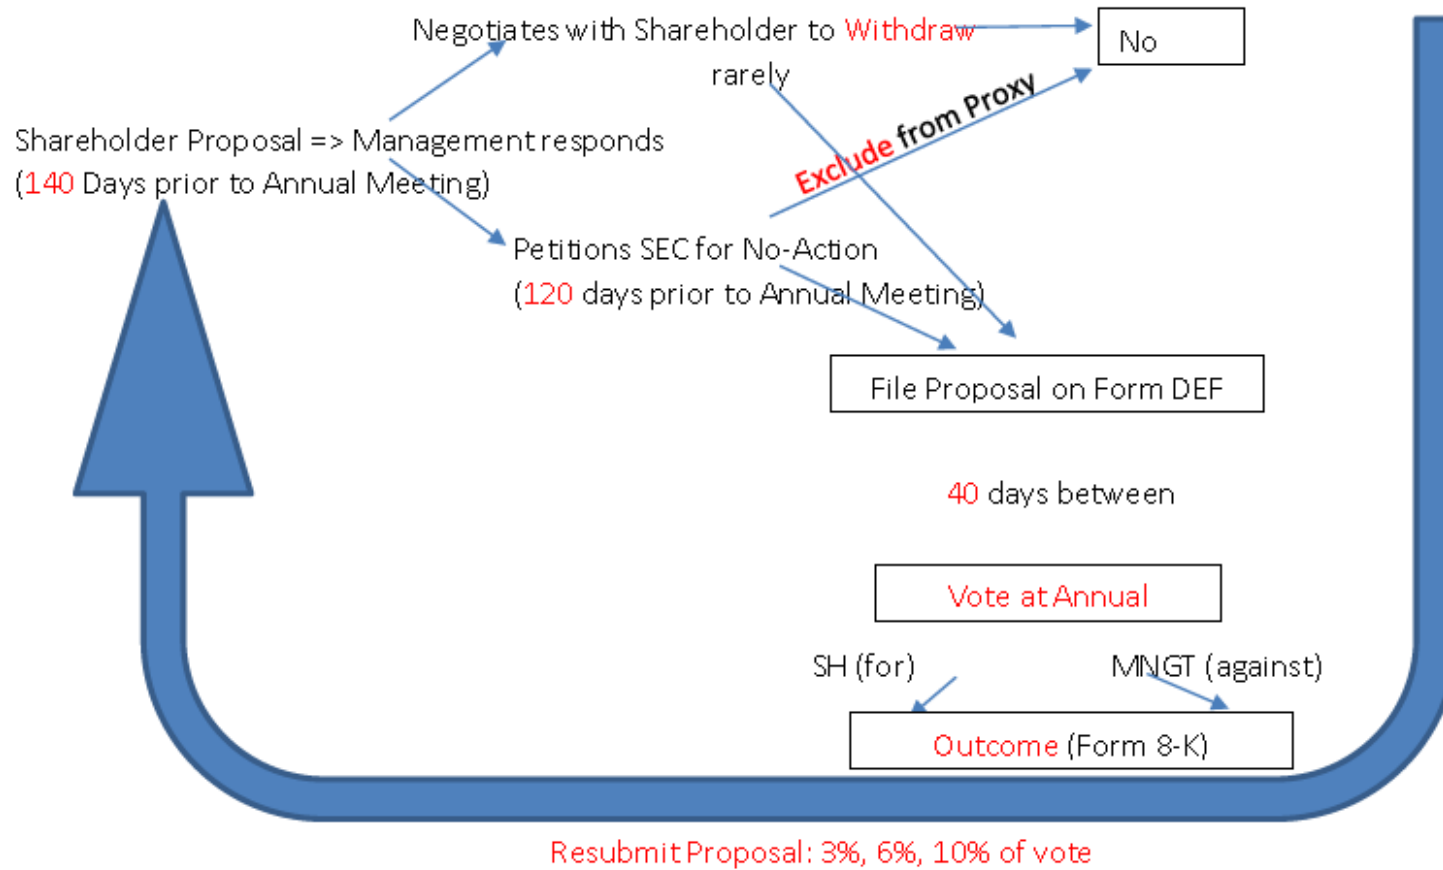 Negotiates with Shareholder to Withdraw
No
rarely
Exclude from Proxy
Shareholder Proposal => Management responds
(140 Days prior to Annual Meeting)
Petitions SEC for No-Action
(120 days prior to Annual Meeting)
File Proposal on Form DEF
40 days between
Vote at Annual
SH (for)
MNGT (against)
Outcome (Form 8-K)
Resubmit Proposal: 3%, 6%, 10% of vote